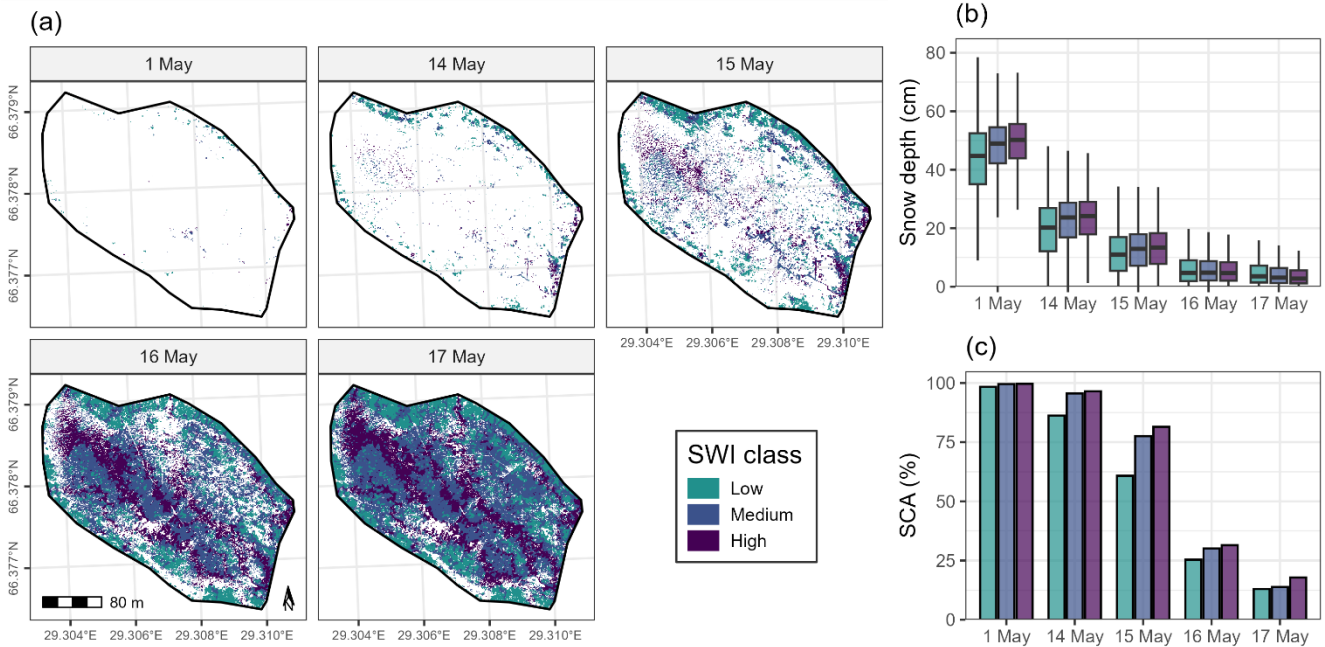 (a)
1 May
14 May
15 May
66.379°N
66.378°N
66.377°N
29.304°E 29.306°E 29.308°E 29.310°E
16 May
17 May
66.379°N
66.378°N
66.377°N
80 m
29.304°E 29.306°E 29.308°E 29.310°E
29.304°E 29.306°E 29.308°E 29.310°E
SWI class
Low
Medium
High
(b)
Snow depth (cm)
80
60
40
20
0
1 May 14 May 15 May 16 May 17 May
(c)
SCA (%)
100
75
50
25
0
1 May 14 May 15 May 16 May 17 May